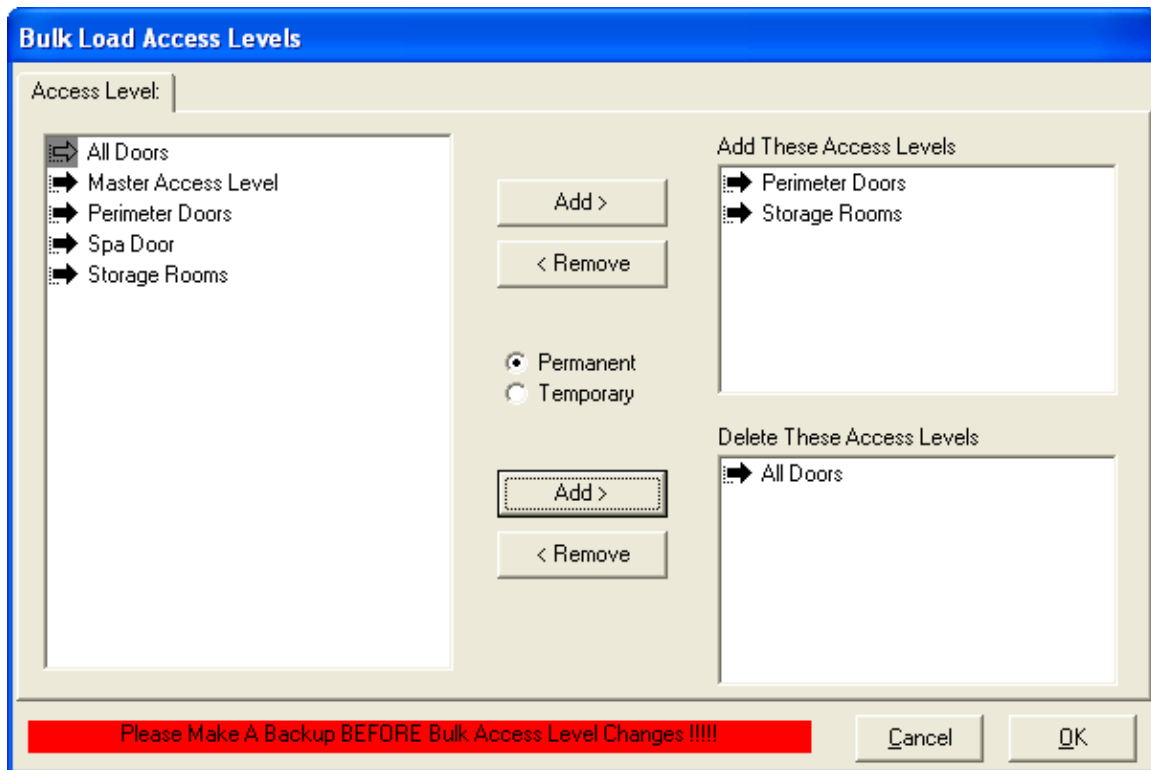 Bulk Load Access Levels
Access Level:
All Doors
Master Access Level
Perimeter Doors
Spa Door
Storage Rooms
Add >
< Remove
Permanent
Temporary
Add >
< Remove
Add These Access Levels
Perimeter Doors
Storage Rooms
Delete These Access Levels
All Doors
Please Make A Backup BEFORE Bulk Access Level Changes !!!!!
Cancel
OK